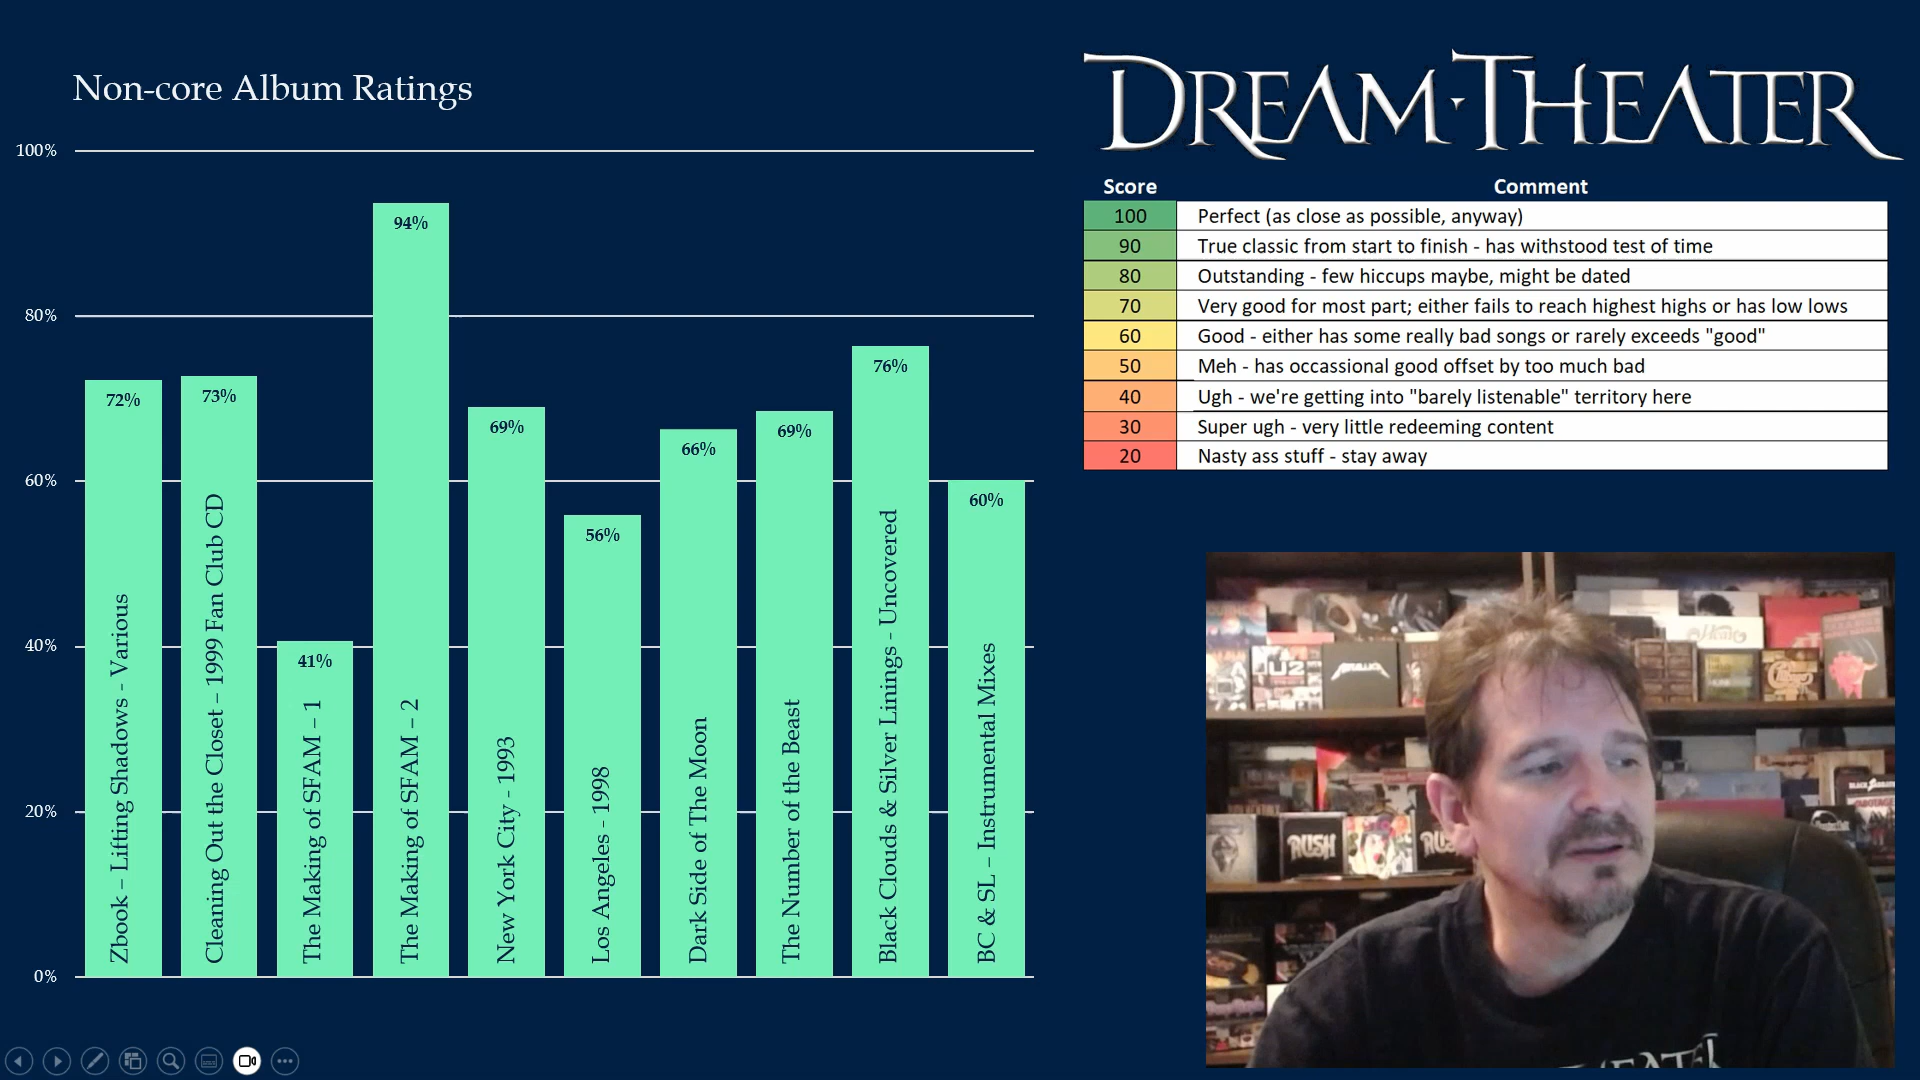 Non-core Album Ratings
100%
80%
60%
40%
20%
0%
72%
73%
41%
94%
69%
56%
66%
69%
76%
60%
Zbook – Lifting Shadows - Various
Cleaning Out the Closet – 1999 Fan Club CD
The Making of SFAM – 1
The Making of SFAM – 2
New York City - 1993
Los Angeles - 1998
Dark Side of The Moon
The Number of the Beast
Black Clouds & Silver Linings - Uncovered
BC & SL – Instrumental Mixes
DREAM·THEATER
Score Comment
100 Perfect (as close as possible, anyway)
90 True classic from start to finish - has withstood test of time
80 Outstanding - few hiccups maybe, might be dated
70 Very good for most part; either fails to reach highest highs or has low lows
60 Good - either has some really bad songs or rarely exceeds "good"
50 Meh - has occassional good offset by too much bad
40 Ugh - we're getting into "barely listenable" territory here
30 Super ugh - very little redeeming content
20 Nasty ass stuff - stay away
Heart
U2
METALLICA
Chicago
BLACK SABBATH
RUSH
RUSH
THEATER